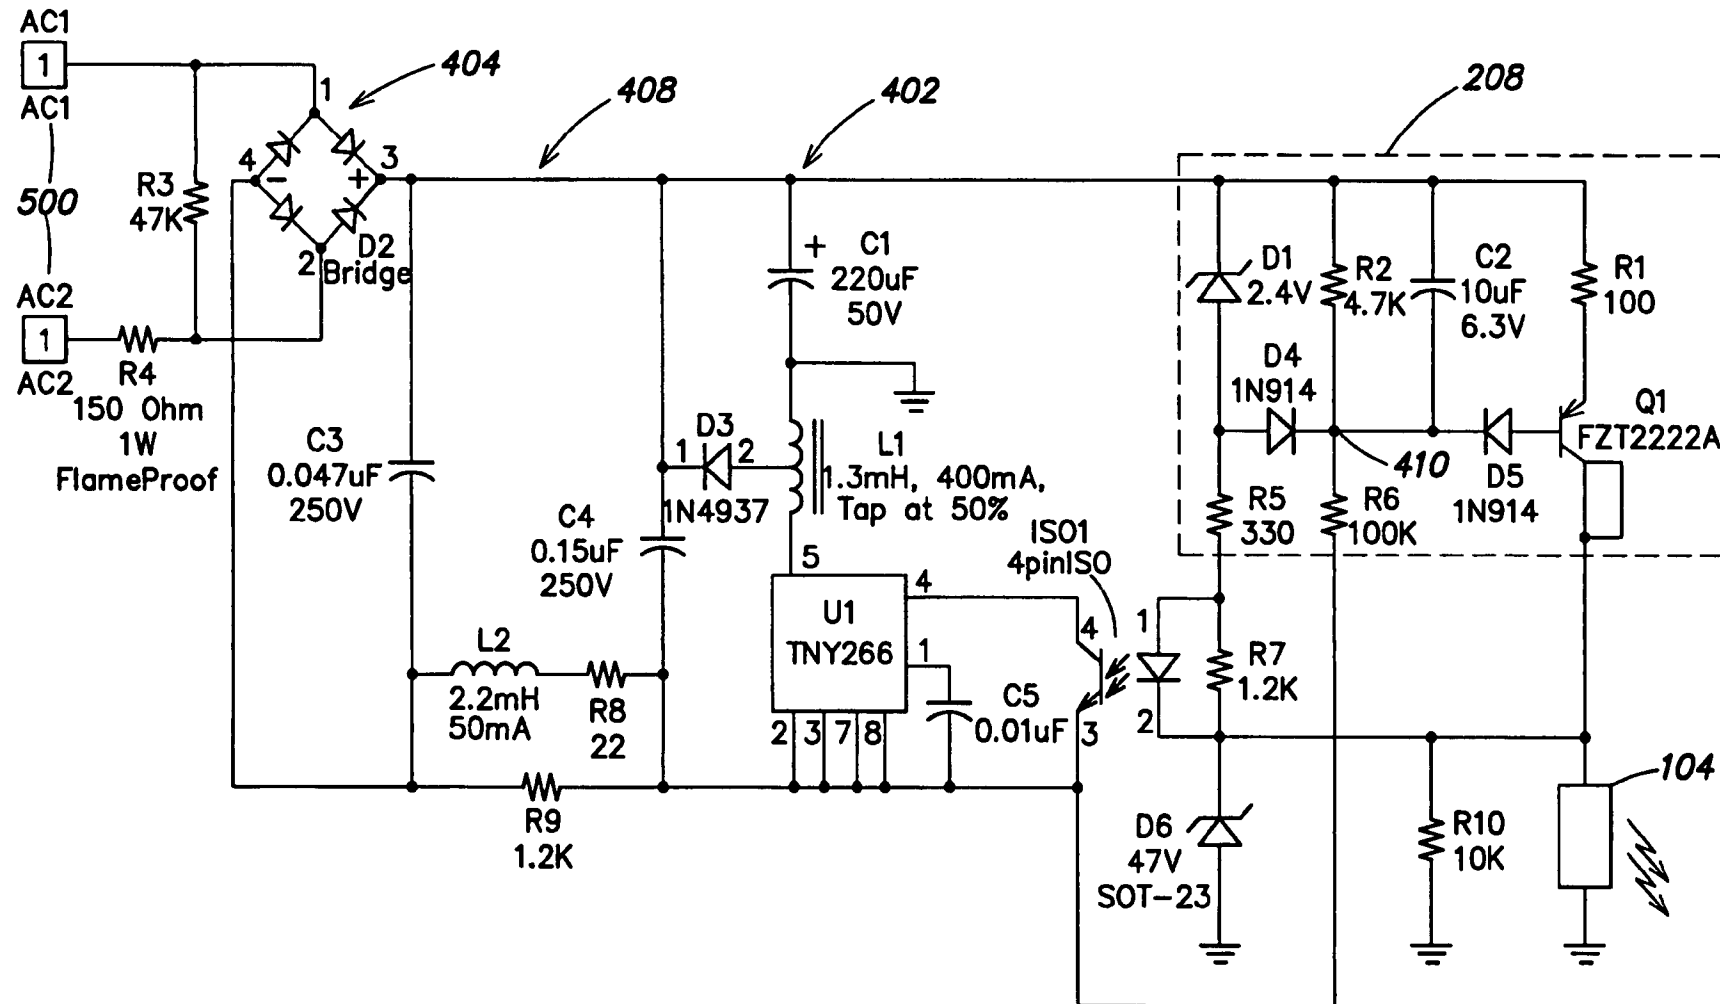 AC1
1
AC1
500
AC2
1
AC2
R3
47K
R4
150 Ohm
1W
FlameProof
404
1
4
3
-
+
2
D2
Bridge
408
402
208
C3
0.047uF
250V
C4
0.15uF
250V
+
C1
220uF
50V
D3
1
2
1N4937
L1
1.3mH, 400mA,
Tap at 50%
L2
2.2mH
50mA
R8
22
R9
1.2K
5
U1
TNY266
4
1
2
3
7
8
C5
0.01uF
ISO1
4pinISO
4
3
1
2
D1
2.4V
R2
4.7K
C2
10uF
6.3V
R1
100
D4
1N914
410
D5
1N914
Q1
FZT2222A
R5
330
R6
100K
R7
1.2K
D6
47V
SOT-23
R10
10K
104